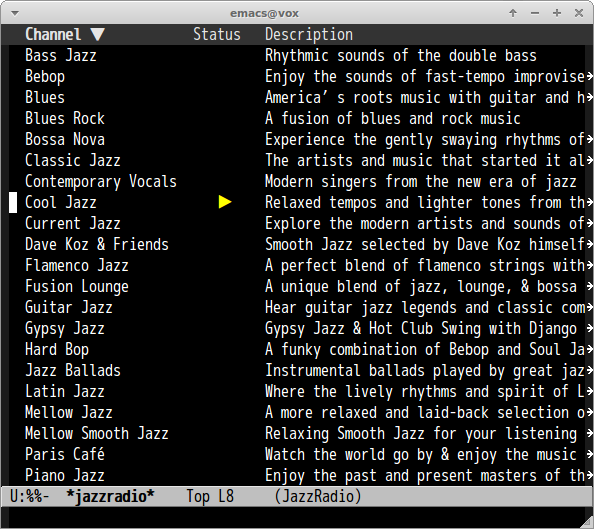 emacs@vox
Channel ▼ Status Description
Bass Jazz Rhythmic sounds of the double bass
Bebop Enjoy the sounds of fast-tempo improvise
Blues America’s roots music with guitar and h
Blues Rock A fusion of blues and rock music
Bossa Nova Experience the gently swaying rhythms of
Classic Jazz The artists and music that started it al
Contemporary Vocals Modern singers from the new era of jazz
Cool Jazz ▶ Relaxed tempos and lighter tones from th
Current Jazz Explore the modern artists and sounds of
Dave Koz & Friends Smooth Jazz selected by Dave Koz himself
Flamenco Jazz A perfect blend of flamenco strings with
Fusion Lounge A unique blend of jazz, lounge, & bossa
Guitar Jazz Hear guitar jazz legends and classic com
Gypsy Jazz Gypsy Jazz & Hot Club Swing with Django
Hard Bop A funky combination of Bebop and Soul Ja
Jazz Ballads Instrumental ballads played by great jaz
Latin Jazz Where the lively rhythms and spirit of L
Mellow Jazz A more relaxed and laid-back selection o
Mellow Smooth Jazz Relaxing Smooth Jazz for your listening
Paris Café Watch the world go by & enjoy the music
Piano Jazz Enjoy the past and present masters of th
U:%%- *jazzradio* Top L8 (JazzRadio)